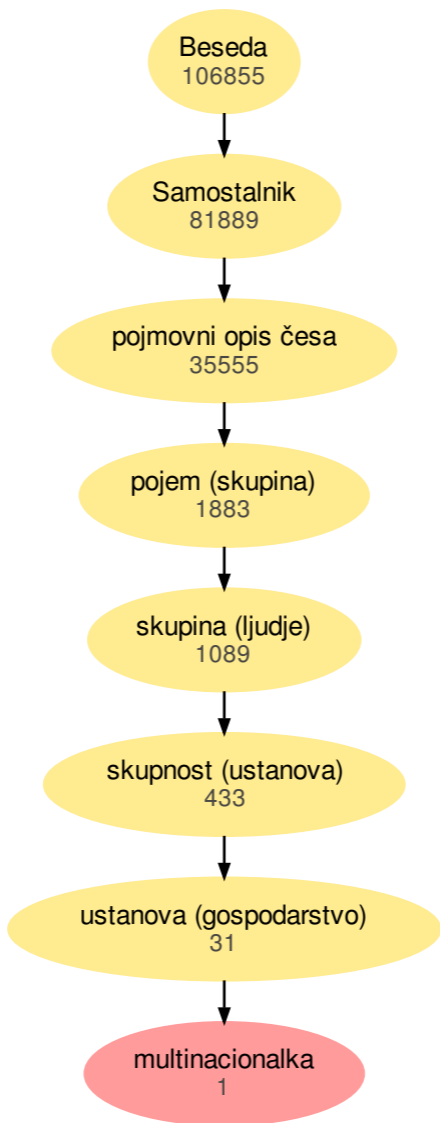 Beseda
106855
Samostalnik
81889
pojmovni opis česa
35555
pojem (skupina)
1883
skupina (ljudje)
1089
skupnost (ustanova)
433
ustanova (gospodarstvo)
31
multinacionalka
1